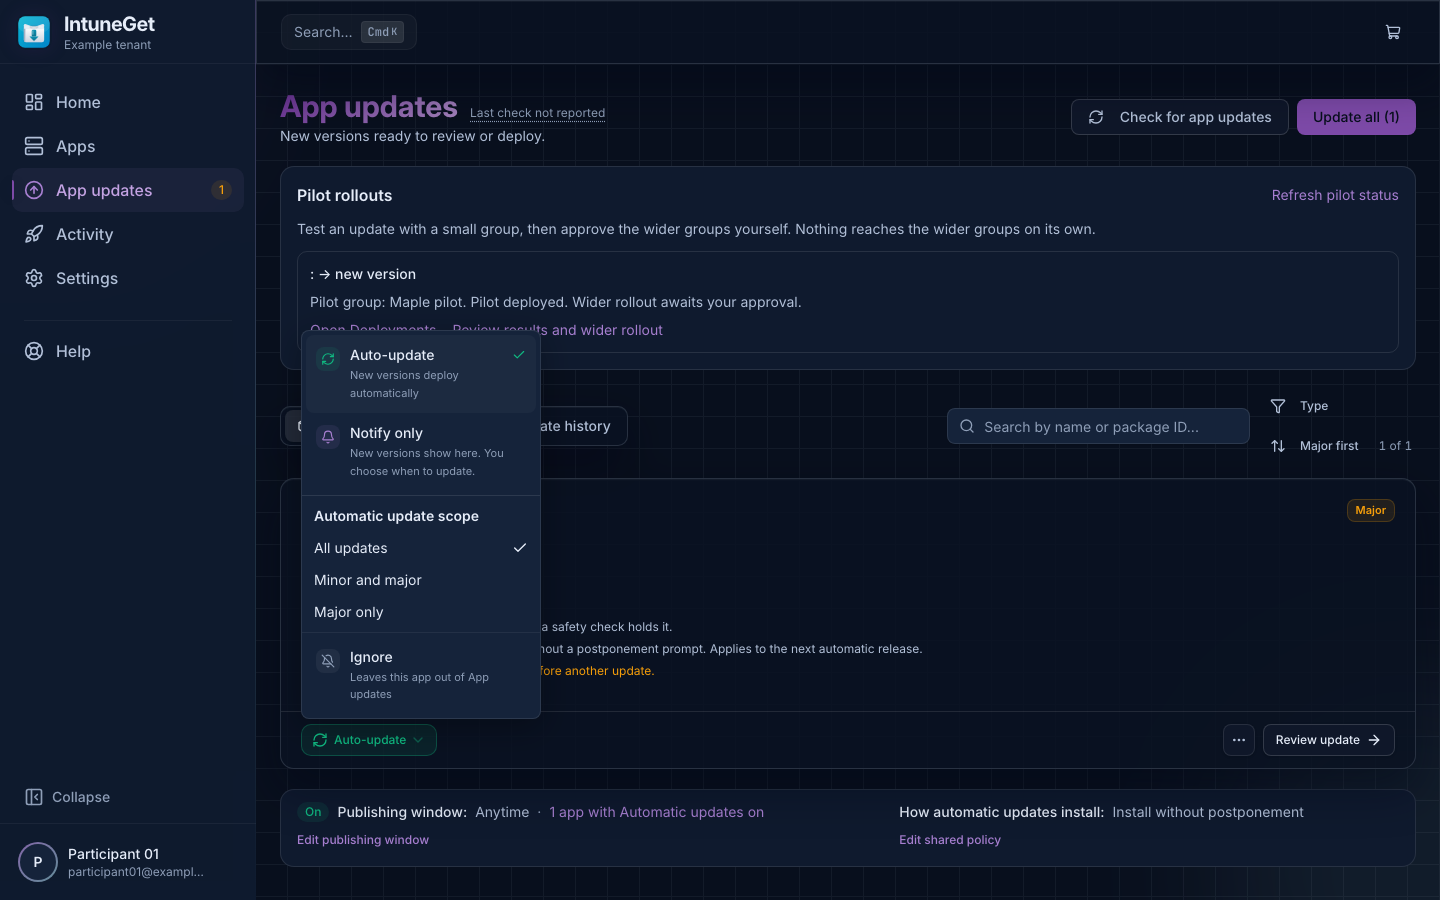 IntuneGet
Example tenant
Search... Cmd K
Home
Apps
App updates 1
Activity
Settings
Help
Collapse
P
Participant 01
participant01@exampl...
App updates Last check not reported
New versions ready to review or deploy.
Check for app updates
Update all (1)
Pilot rollouts
Refresh pilot status
Test an update with a small group, then approve the wider groups yourself. Nothing reaches the wider groups on its own.
: → new version
Pilot group: Maple pilot. Pilot deployed. Wider rollout awaits your approval.
Open Deployments Review results and wider rollout
Auto-update
New versions deploy
automatically
Notify only
New versions show here. You
choose when to update.
Automatic update scope
All updates
Minor and major
Major only
Ignore
Leaves this app out of App
updates
history
Search by name or package ID...
Type
Major first 1 of 1
Major
a safety check holds it.
a postponement prompt. Applies to the next automatic release.
another update.
Auto-update
Review update →
On Publishing window: Anytime · 1 app with Automatic updates on
Edit publishing window
How automatic updates install: Install without postponement
Edit shared policy